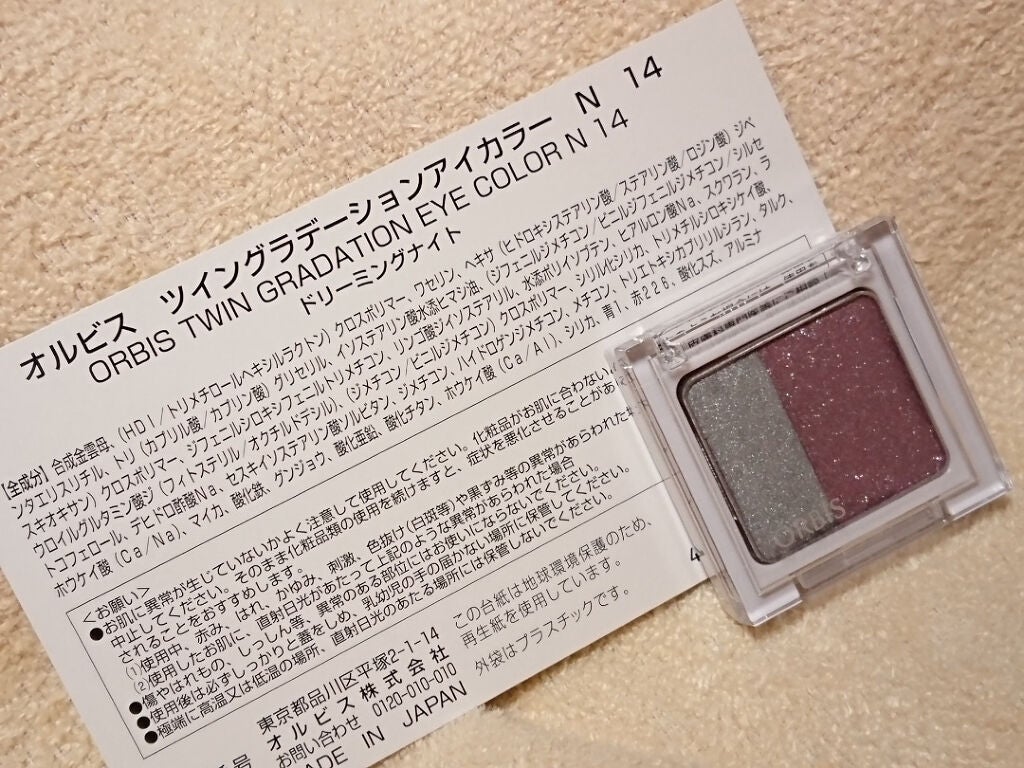 オルビス ツイングラデーションアイカラー N 14
ORBIS TWIN GRADATION EYE COLOR N 14
ドリーミングナイト
【全成分】合成金雲母、(HDI/トリメチロールヘキシルラクトン)クロスポリマー、ワセリン、ヘキサ(ヒドロキシステアリン酸/ステアリン酸/ロジン酸)ジペ
ンタエリスリチル、トリ(カプリル酸/カプリン酸)グリセリル、イソステアリン酸水添ヒマシ油、(ジフェニルジメチコン/ビニルジフェニルジメチコン/シルセ
スキオキサン)クロスポリマー、ジフェニルシロキシフェニルトリメチコン、リンゴ酸ジイソステアリル、水添ポリイソブテン、ヒアルロン酸Na、スクワラン、ラ
ウロイルグルタミン酸ジ(フィトステリル/オクチルドデシル)、(ジメチコン/ビニルジメチコン)クロスポリマー、シリル化シリカ、トリメチルシロキシケイ酸、
トコフェロール、デヒドロ酢酸Na、セスキイソステアリン酸ソルビタン、ジメチコン、ハイドロゲンジメチコン、メチコン、トリエトキシカプリリルシラン、タルク、
ホウケイ酸(Ca/Na)、マイカ、酸化鉄、グンジョウ、酸化チタン、ホウケイ酸(Ca/Al)、シリカ、青1、赤226、酸化スズ、アルミナ
<お願い>
●お肌に異常が生じていないかよく注意して使用してください。化粧品がお肌に合わない
中止してください。そのまま化粧品類の使用を続けますと、症状を悪化させることがあ
されることをおすすめします。
(1)使用中、赤み、はれ、かゆみ、刺激、色抜け(白斑等)や黒ずみ等の異常があらわれた
(2)使用したお肌に、直射日光があたって上記のような異常があらわれた場合
●傷やはれもの、しっしん等、異常のある部位にはお使いにならないでください。
●使用後は必ずしっかりと蓋をしめ、乳幼児の手の届かない場所に保管してください。
●極端に高温又は低温の場所、直射日光のあたる場所には保管しないでください。
東京都品川区平塚2-1-14
オルビス株式会社
お問い合わせ 0120-010-010
MADE IN JAPAN
この台紙は地球環境保護のため、
再生紙を使用しています。
外袋はプラスチックです。
4
号
ORBIS